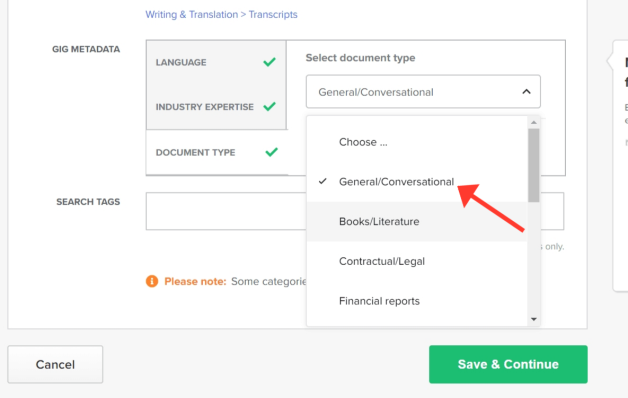 Writing & Translation > Transcripts
GIG METADATA
LANGUAGE
INDUSTRY EXPERTISE
DOCUMENT TYPE
Select document type
General/Conversational
Choose ...
General/Conversational
Books/Literature
Contractual/Legal
Financial reports
SEARCH TAGS
only.
Please note: Some
Cancel
Save & Continue